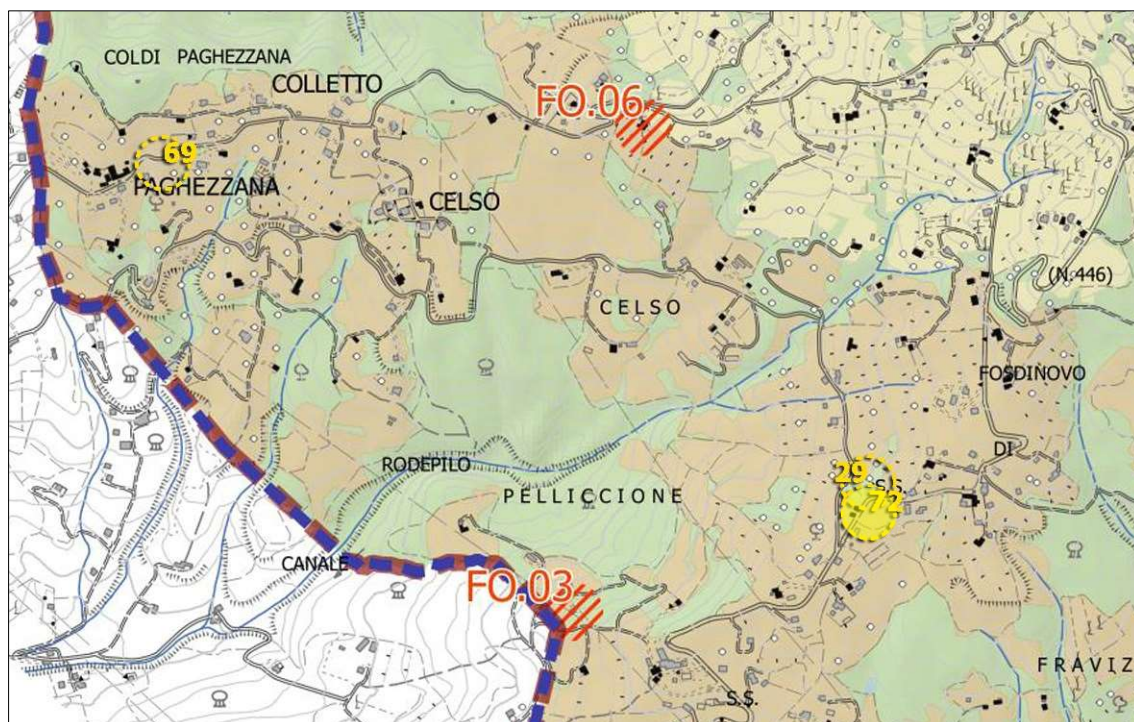 COLDI PAGHEZZANA
COLLETTO
FO.06
69
PAGHEZZANA
CELSO
(N.446)
CELSO
FOSDINOVO
DI
RODEPILO
29
S.S.
72
PELLICCIONE
CANALE
FO.03
FRAVIZ
S.S.